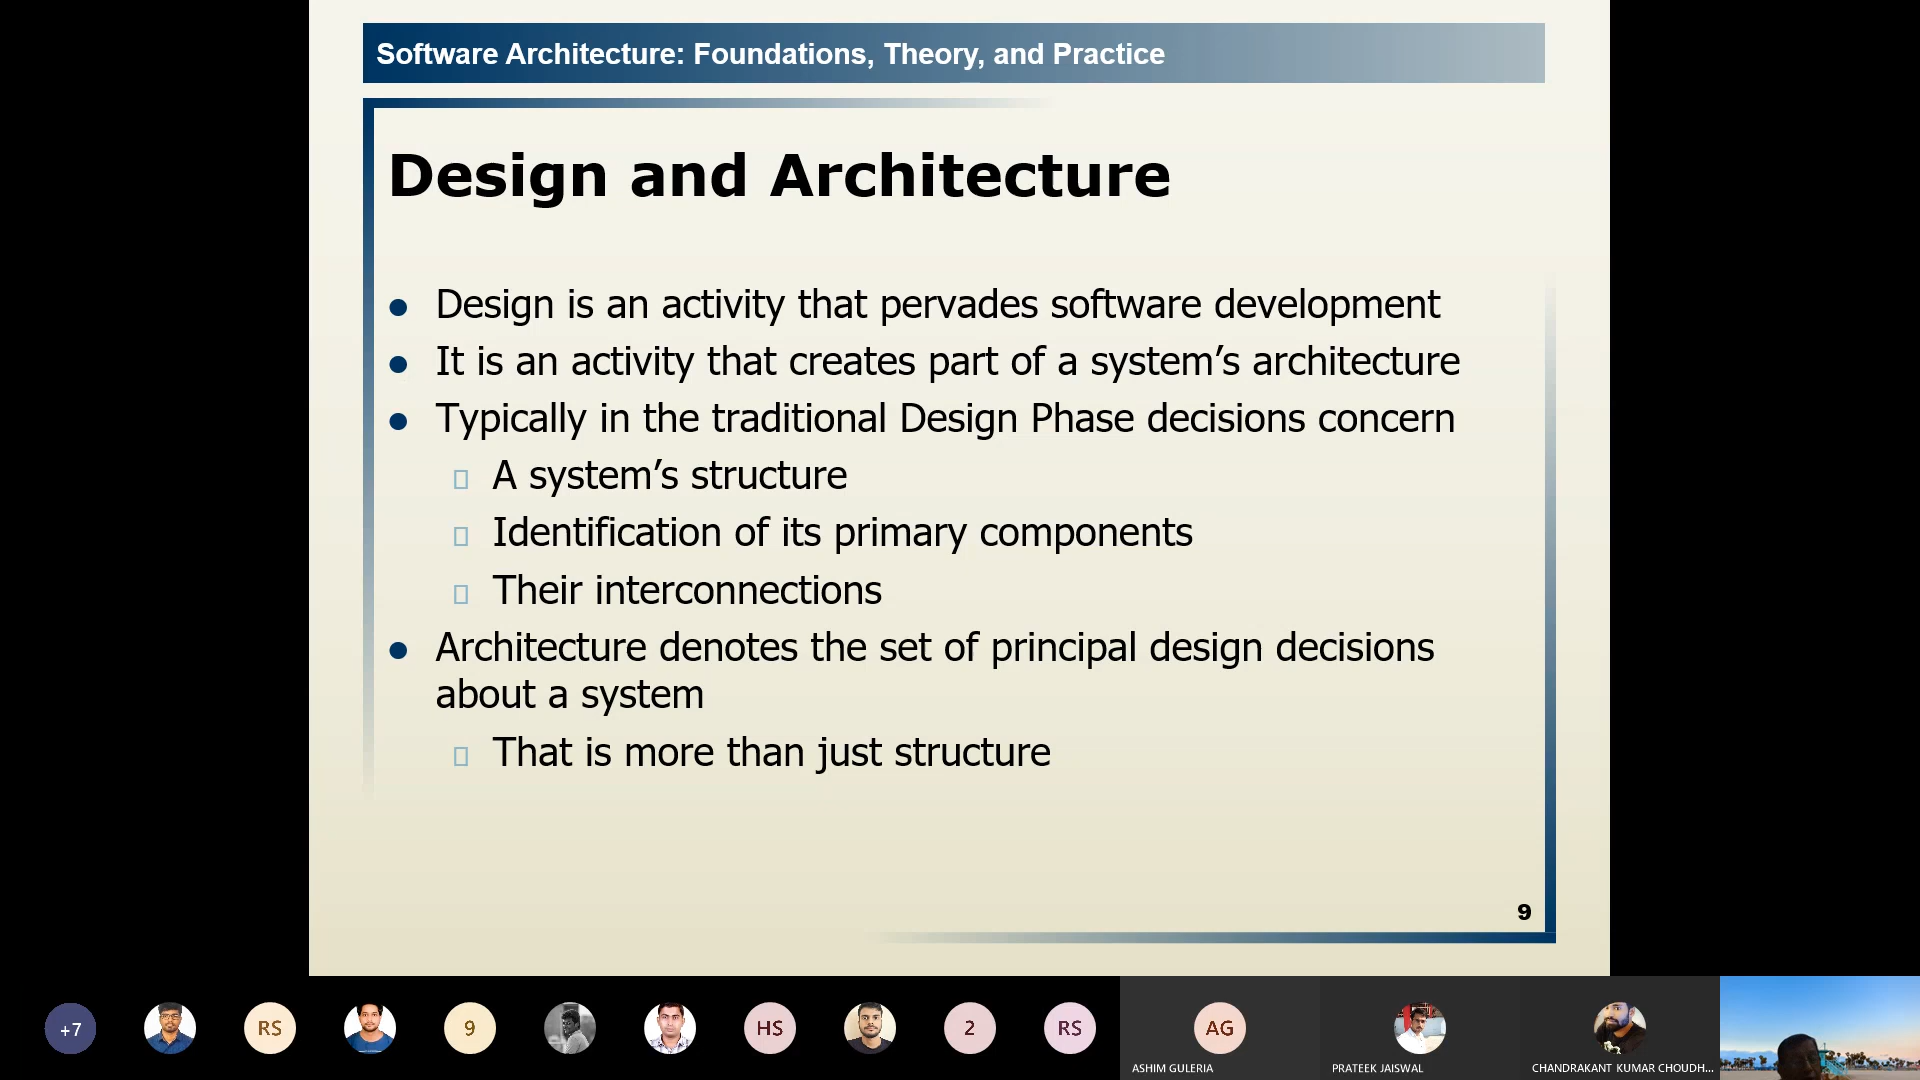 Software Architecture: Foundations, Theory, and Practice
Design and Architecture
Design is an activity that pervades software development
It is an activity that creates part of a system’s architecture
Typically in the traditional Design Phase decisions concern
A system’s structure
Identification of its primary components
Their interconnections
Architecture denotes the set of principal design decisions
about a system
That is more than just structure
9
+7
RS
9
HS
2
RS
AG
ASHIM GULERIA
PRATEEK JAISWAL
CHANDRAKANT KUMAR CHOUDH...